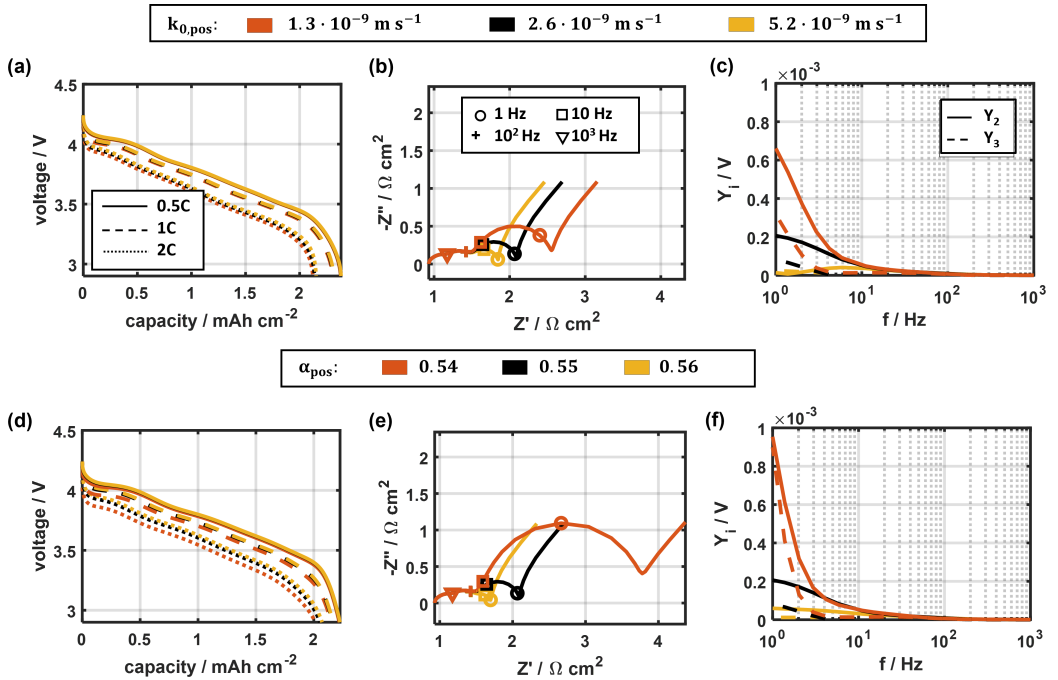 k0,pos: 1.3 · 10⁻⁹ m s⁻¹ 2.6 · 10⁻⁹ m s⁻¹ 5.2 · 10⁻⁹ m s⁻¹
(a)
4.5
4
3.5
3
voltage / V
0.5C
1C
2C
0 0.5 1 1.5 2
capacity / mAh cm⁻²
(b)
2
1.5
1
0.5
0
-Z'' / Ω cm²
1 Hz 10 Hz
10² Hz 10³ Hz
1 2 3 4
Z' / Ω cm²
(c)
×10⁻³
1
0.8
0.6
0.4
0.2
0
Yi / V
Y₂
Y₃
10⁰ 10¹ 10² 10³
f / Hz
αpos: 0.54 0.55 0.56
(d)
4.5
4
3.5
3
voltage / V
0 0.5 1 1.5 2
capacity / mAh cm⁻²
(e)
2
1.5
1
0.5
0
-Z'' / Ω cm²
1 2 3 4
Z' / Ω cm²
(f)
×10⁻³
1
0.8
0.6
0.4
0.2
0
Yi / V
10⁰ 10¹ 10² 10³
f / Hz